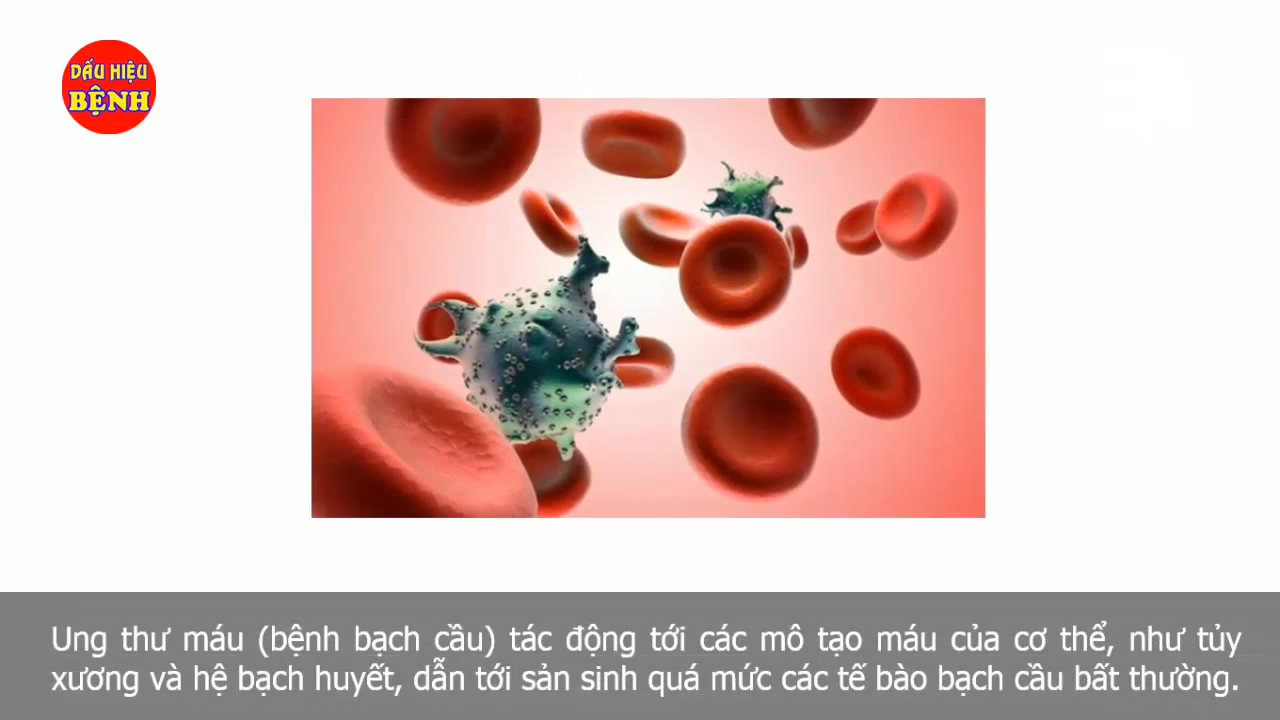 DẤU HIỆU
BỆNH
Ung thư máu (bệnh bạch cầu) tác động tới các mô tạo máu của cơ thể, như tủy
xương và hệ bạch huyết, dẫn tới sản sinh quá mức các tế bào bạch cầu bất thường.